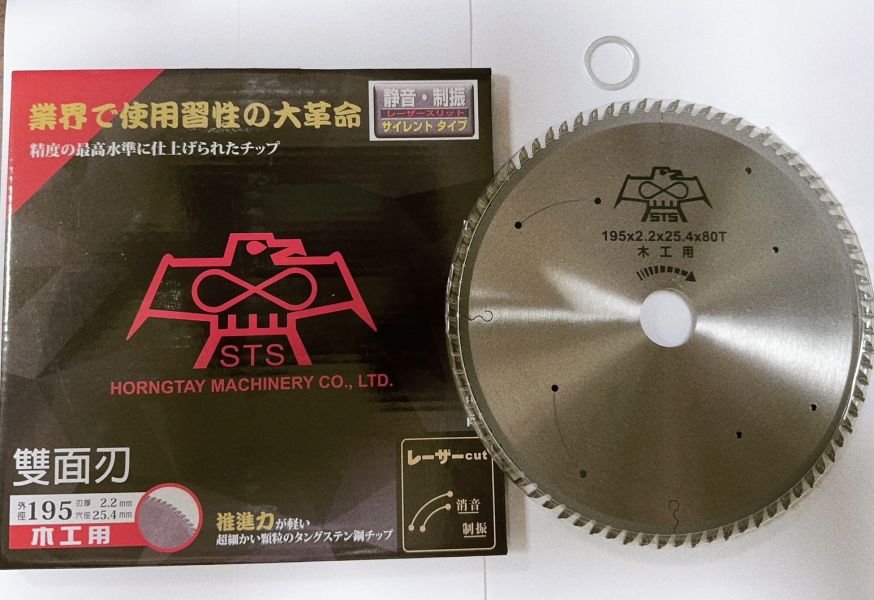 業界で使用習性の大革命
精度の最高水準に仕上げられたチップ
静音・制振
レーザースリット
サイレント タイプ
STS
HORNGTAY MACHINERY CO., LTD.
雙面刃
外徑 195 刃厚 2.2mm
穴徑 25.4mm
木工用
推進力が軽い
超細かい顆粒のタングステン鋼チップ
レーザーcut
消音
制振
STS
195x2.2x25.4x80T
木工用